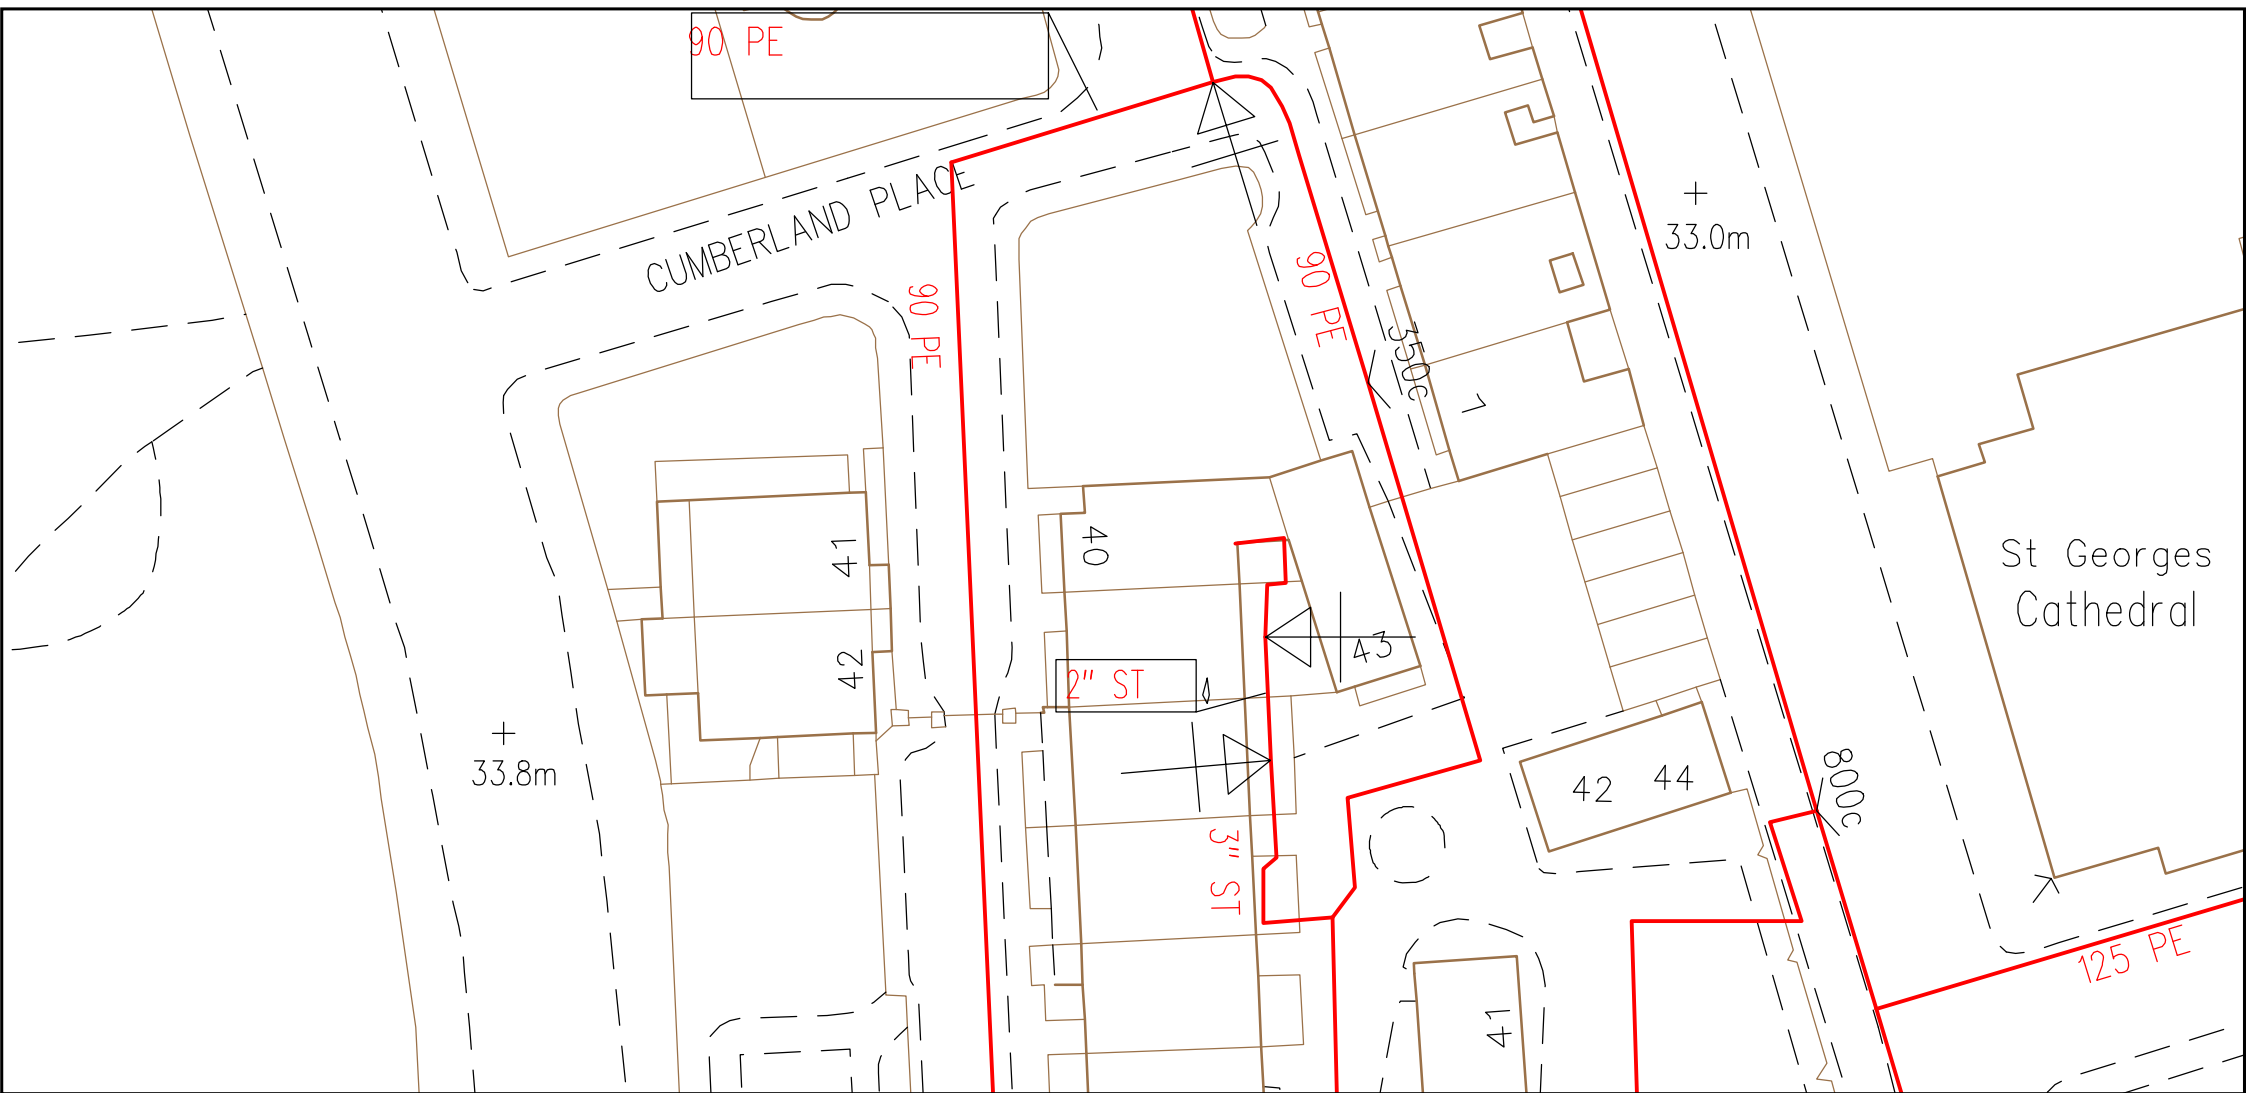 90 PE
CUMBERLAND PLACE
33.0m
90 PE
90 PE
350c
1
40
41
St Georges
Cathedral
43
42
2" ST
33.8m
42
44
800c
3" ST
125 PE
41